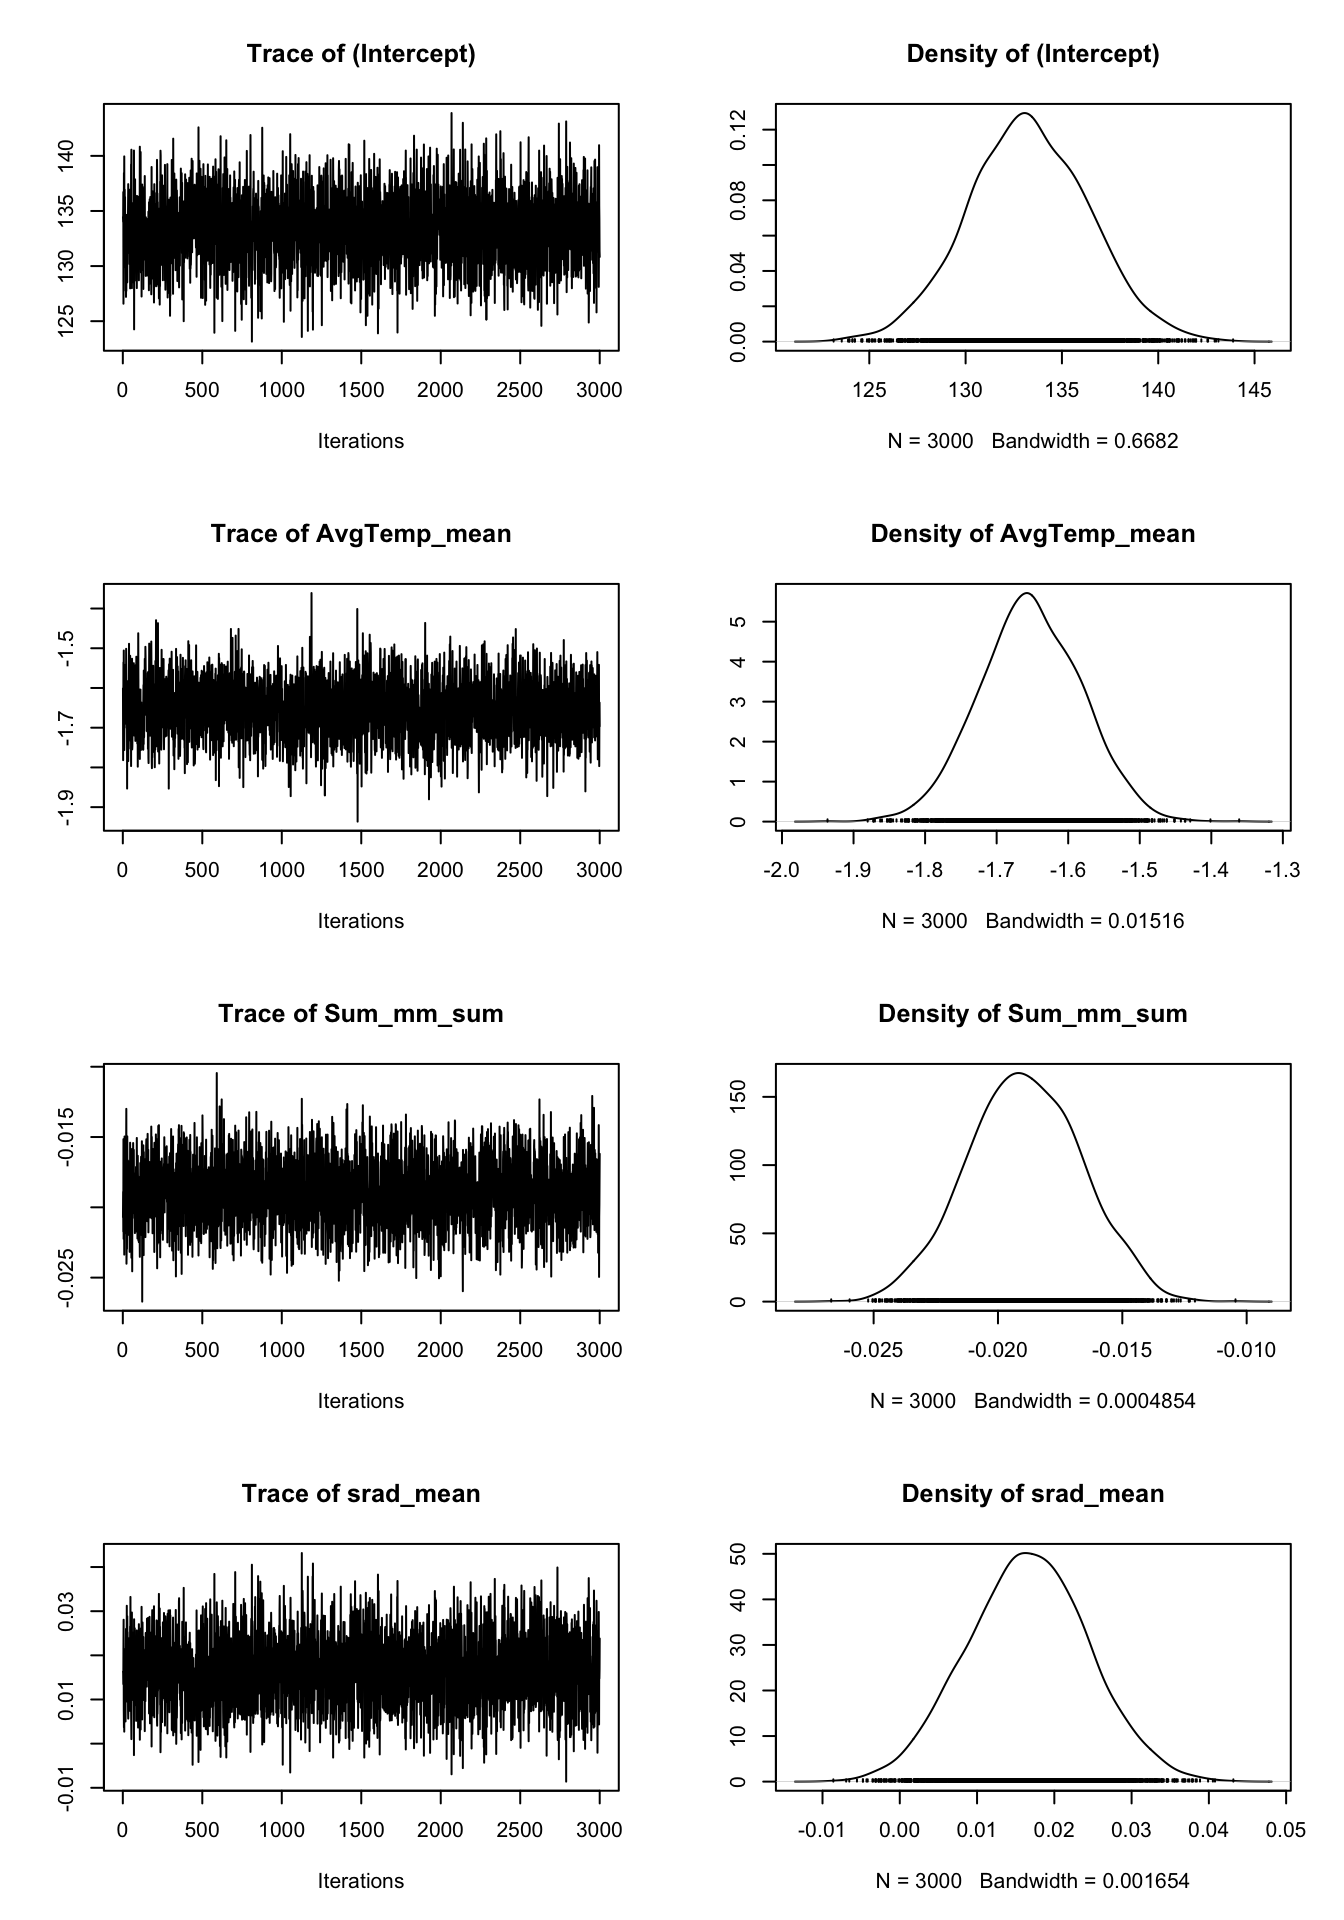 Trace of (Intercept)
125 130 135 140
0 500 1000 1500 2000 2500 3000
Iterations
Density of (Intercept)
0.00 0.04 0.08 0.12
125 130 135 140 145
N = 3000 Bandwidth = 0.6682
Trace of AvgTemp_mean
-1.9 -1.7 -1.5
0 500 1000 1500 2000 2500 3000
Iterations
Density of AvgTemp_mean
0 1 2 3 4 5
-2.0 -1.9 -1.8 -1.7 -1.6 -1.5 -1.4 -1.3
N = 3000 Bandwidth = 0.01516
Trace of Sum_mm_sum
-0.025 -0.015
0 500 1000 1500 2000 2500 3000
Iterations
Density of Sum_mm_sum
0 50 100 150
-0.025 -0.020 -0.015 -0.010
N = 3000 Bandwidth = 0.0004854
Trace of srad_mean
-0.01 0.01 0.03
0 500 1000 1500 2000 2500 3000
Iterations
Density of srad_mean
0 10 20 30 40 50
-0.01 0.00 0.01 0.02 0.03 0.04 0.05
N = 3000 Bandwidth = 0.001654